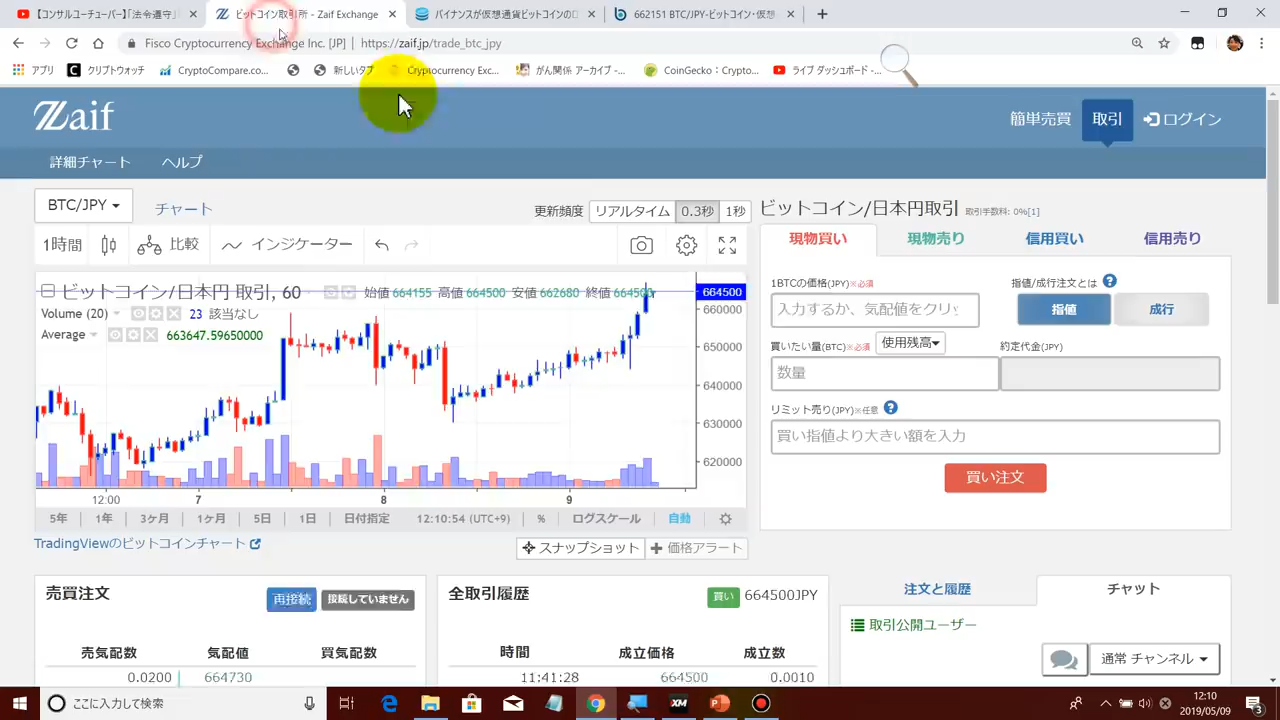 【コンサルユーチューバー】「法令遵守」
ビットコイン取引所 - Zaif Exchange
バイナンスが仮想通貨ビットコインのロ
662151 BTC/JPY-ビットコイン・仮想
Fisco Cryptocurrency Exchange Inc. [JP] | https://zaif.jp/trade_btc_jpy
アプリ クリプトウォッチ CryptoCompare.co... 新しいタブ Cryptocurrency Exc... がん関係 アーカイブ -... CoinGecko：Crypto... ライブ ダッシュボード -...
Zaif
簡単売買 取引 ログイン
詳細チャート ヘルプ
BTC/JPY チャート 更新頻度 リアルタイム 0.3秒 1秒
1時間 比較 インジケーター
ビットコイン/日本円 取引, 60 始値 664155 高値 664500 安値 662680 終値 664500
Volume (20) 23 該当なし
Average 663647.59650000
664500
660000
650000
640000
630000
620000
12:00 7 8 9
5年 1年 3ヶ月 1ヶ月 5日 1日 日付指定 12:10:54 (UTC+9) % ログスケール 自動
TradingViewのビットコインチャート スナップショット 価格アラート
ビットコイン/日本円取引 取引手数料: 0%[1]
現物買い 現物売り 信用買い 信用売り
1BTCの価格(JPY)※必須 指値/成行注文とは
入力するか、気配値をクリッ 指値 成行
買いたい量(BTC)※必須 使用残高 約定代金(JPY)
数量
リミット売り(JPY)※任意
買い指値より大きい額を入力
買い注文
売買注文 再接続 接続していません
売気配数 気配値 買気配数
0.0200 664730
全取引履歴 買い 664500JPY
時間 成立価格 成立数
11:41:28 664500 0.0010
注文と履歴 チャット
取引公開ユーザー
通常 チャンネル
ここに入力して検索
12:10
2019/05/09
3